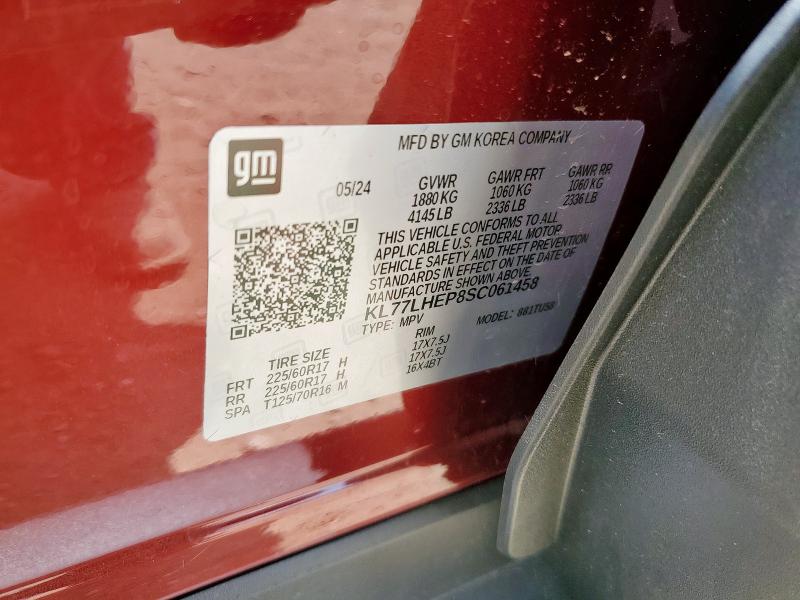 gm
MFD BY GM KOREA COMPANY
05/24
GVWR GAWR FRT GAWR RR
1880 KG 1060 KG 1060 KG
4145 LB 2336 LB 2336 LB
THIS VEHICLE CONFORMS TO ALL
APPLICABLE U.S. FEDERAL MOTOR
VEHICLE SAFETY AND THEFT PREVENTION
STANDARDS IN EFFECT ON THE DATE OF
MANUFACTURE SHOWN ABOVE.
KL77LHEP8SC061458
TYPE: MPV MODEL: 881TU58
TIRE SIZE RIM
FRT 225/60R17 H 17X7.5J
RR 225/60R17 H 17X7.5J
SPA T125/70R16 M 16X4BT